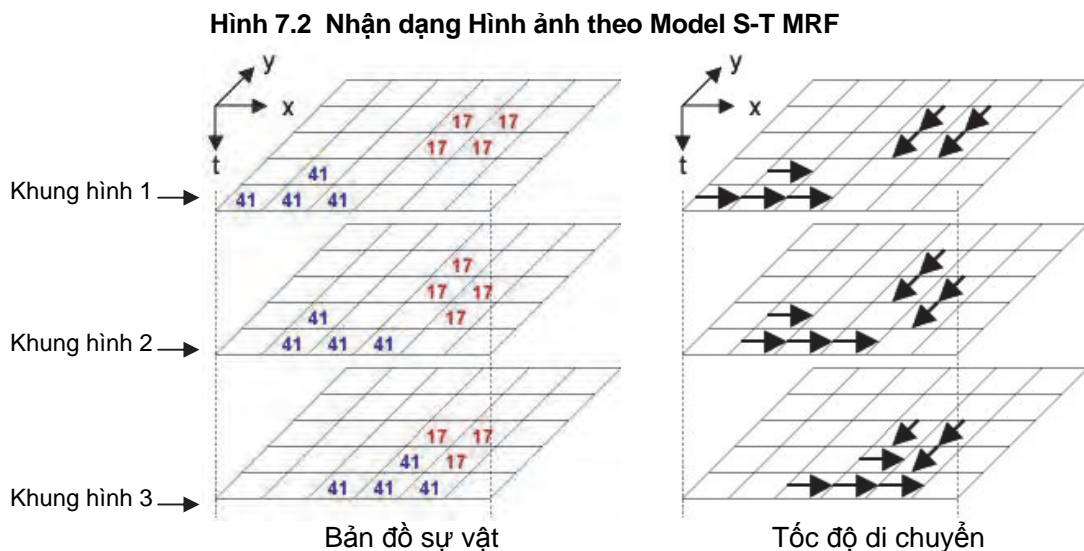 Hình 7.2 Nhận dạng Hình ảnh theo Model S-T MRF
y
x
t
17 17
17 17
41
41 41 41
Khung hình 1
17
17 17
41 17
41 41 41
Khung hình 2
17 17
41 17
41 41 41
Khung hình 3
Bản đồ sự vật
y
x
t
Tốc độ di chuyển